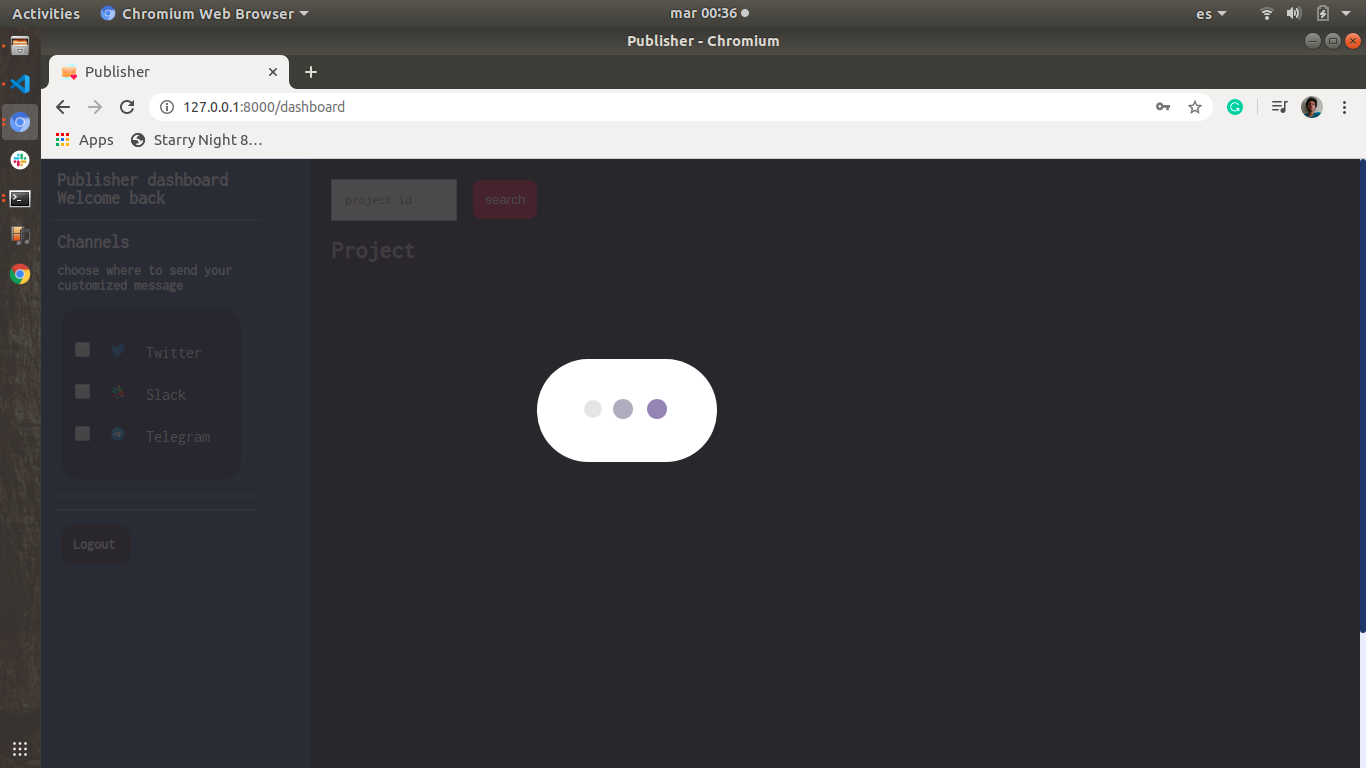 Activities
Chromium Web Browser
mar 00:36
es
Publisher - Chromium
Publisher
127.0.0.1:8000/dashboard
Apps
Starry Night 8…
Publisher dashboard
Welcome back
Channels
choose where to send your
customized message
Twitter
Slack
Telegram
Logout
project id
search
Project